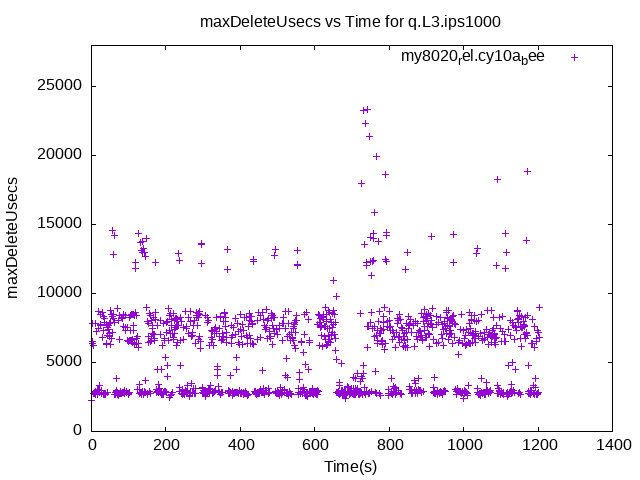 maxDeleteUsecs vs Time for q.L3.ips1000
my8020rel.cy10abee
25000
20000
15000
10000
5000
0
maxDeleteUsecs
0 200 400 600 800 1000 1200 1400
Time(s)